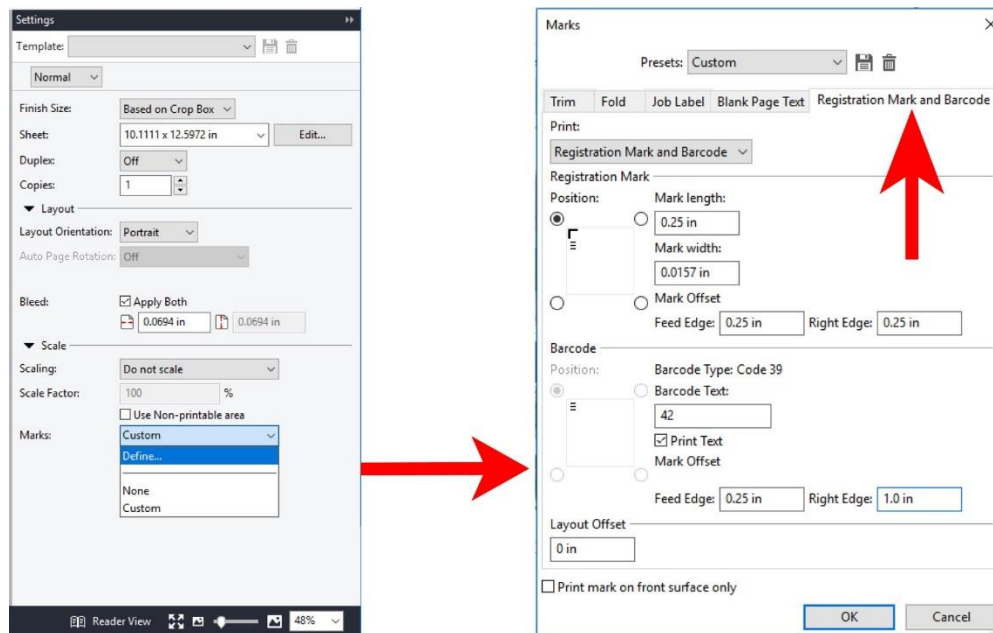 Settings
Template:
Normal
Finish Size: Based on Crop Box
Sheet: 10.1111 x 12.5972 in Edit...
Duplex: Off
Copies: 1
Layout
Layout Orientation: Portrait
Auto Page Rotation: Off
Bleed: Apply Both
0.0694 in 0.0694 in
Scale
Scaling: Do not scale
Scale Factor: 100 %
Use Non-printable area
Marks: Custom
Define...
None
Custom
Reader View 48%
Marks
Presets: Custom
Trim Fold Job Label Blank Page Text Registration Mark and Barcode
Print:
Registration Mark and Barcode
Registration Mark
Position: Mark length:
0.25 in
Mark width:
0.0157 in
Mark Offset
Feed Edge: 0.25 in Right Edge: 0.25 in
Barcode
Position: Barcode Type: Code 39
Barcode Text:
42
Print Text
Mark Offset
Feed Edge: 0.25 in Right Edge: 1.0 in
Layout Offset
0 in
Print mark on front surface only
OK Cancel